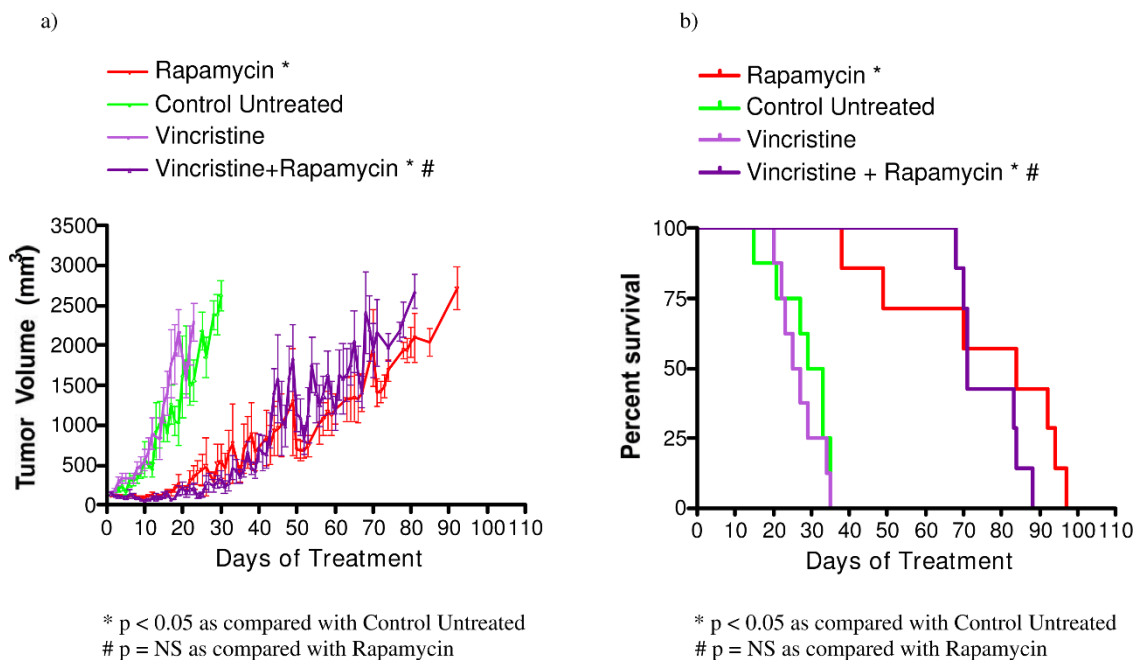 a)
Rapamycin *
Control Untreated
Vincristine
Vincristine+Rapamycin * #
3500
3000
2500
2000
1500
1000
500
0
Tumor Volume (mm³)
0 10 20 30 40 50 60 70 80 90 100 110
Days of Treatment
* p < 0.05 as compared with Control Untreated
# p = NS as compared with Rapamycin
b)
Rapamycin *
Control Untreated
Vincristine
Vincristine + Rapamycin * #
100
75
50
25
0
Percent survival
0 10 20 30 40 50 60 70 80 90 100 110
Days of Treatment
* p < 0.05 as compared with Control Untreated
# p = NS as compared with Rapamycin